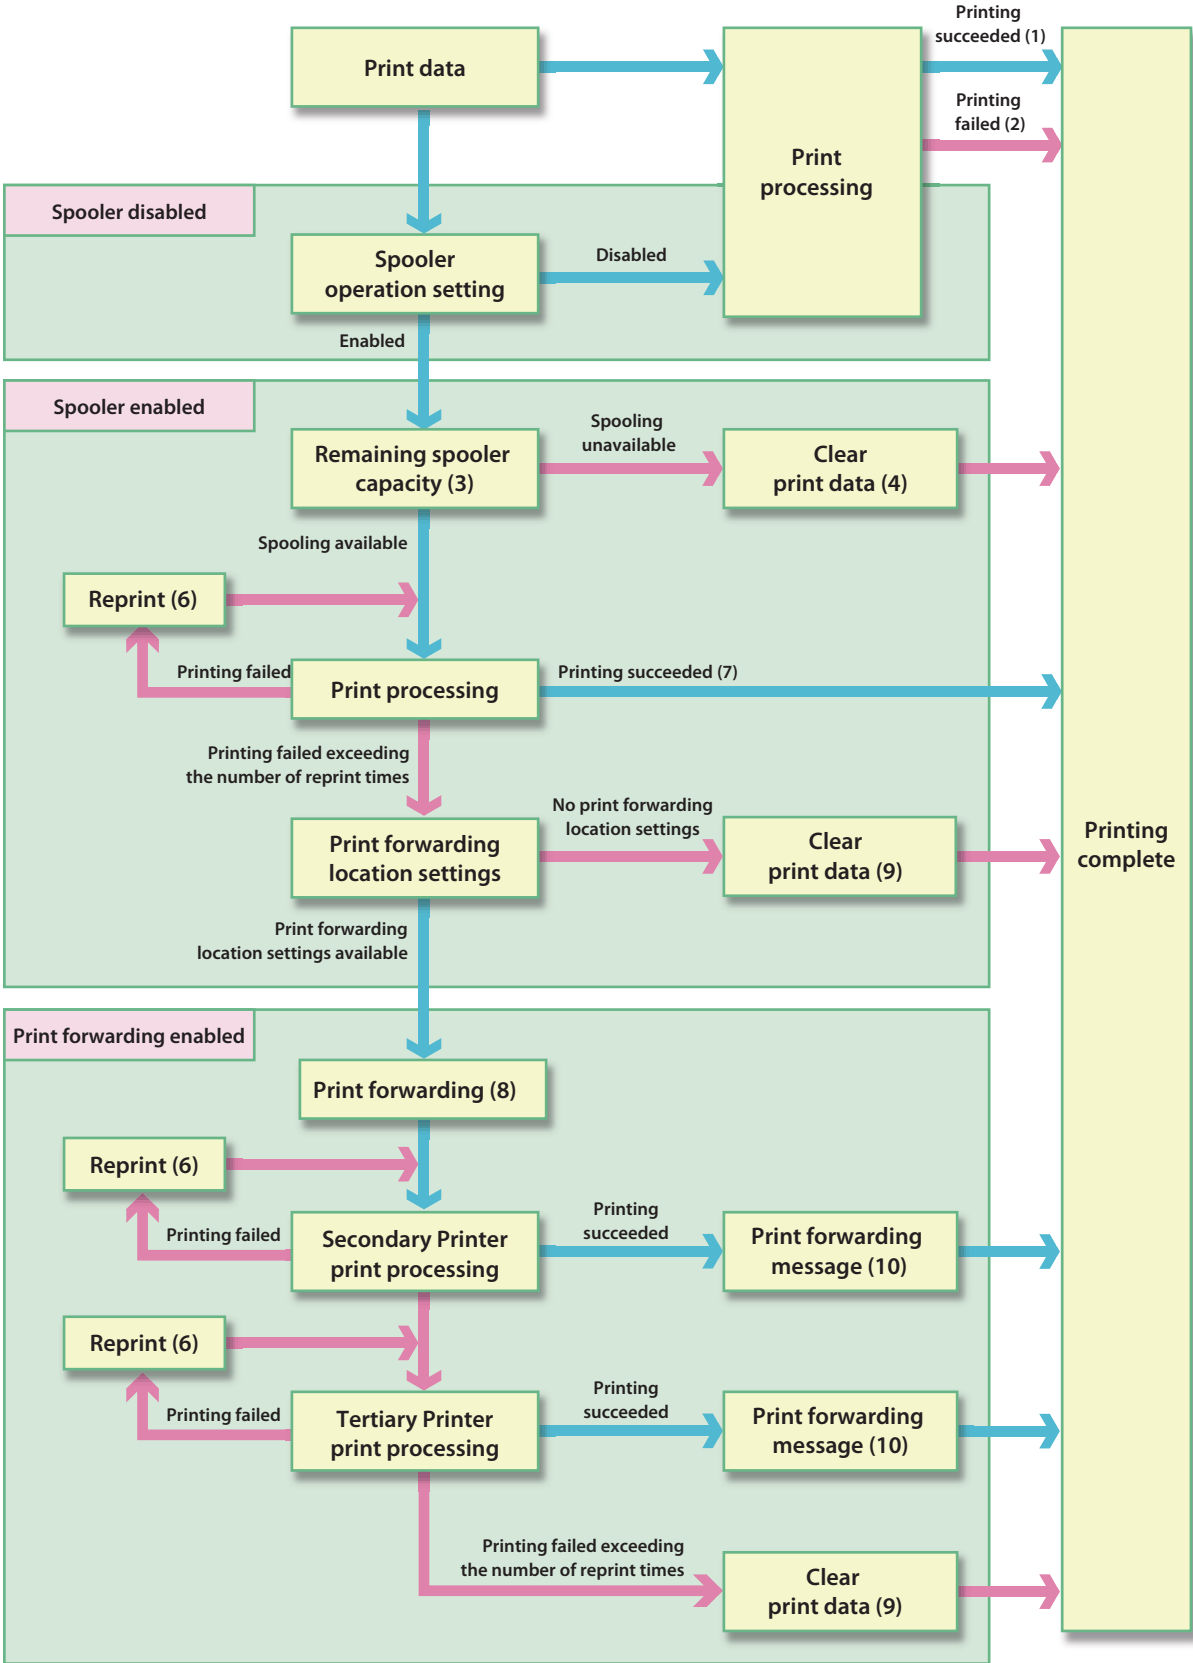 Printing
succeeded (1)
Print data
Printing
failed (2)
Print
processing
Spooler disabled
Spooler
operation setting
Disabled
Enabled
Spooler enabled
Remaining spooler
capacity (3)
Spooling
unavailable
Clear
print data (4)
Spooling available
Reprint (6)
Printing failed
Print processing
Printing succeeded (7)
Printing failed exceeding
the number of reprint times
Print forwarding
location settings
No print forwarding
location settings
Clear
print data (9)
Printing
complete
Print forwarding
location settings available
Print forwarding enabled
Print forwarding (8)
Reprint (6)
Printing failed
Secondary Printer
print processing
Printing
succeeded
Print forwarding
message (10)
Reprint (6)
Printing failed
Tertiary Printer
print processing
Printing
succeeded
Print forwarding
message (10)
Printing failed exceeding
the number of reprint times
Clear
print data (9)